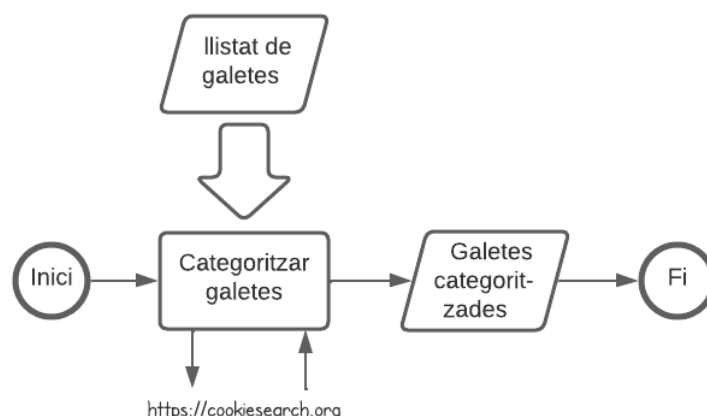 llistat de
galetes
Inici
Categoritzar
galetes
Galetes
categorit-
zades
Fi
https://cookiesearch.org